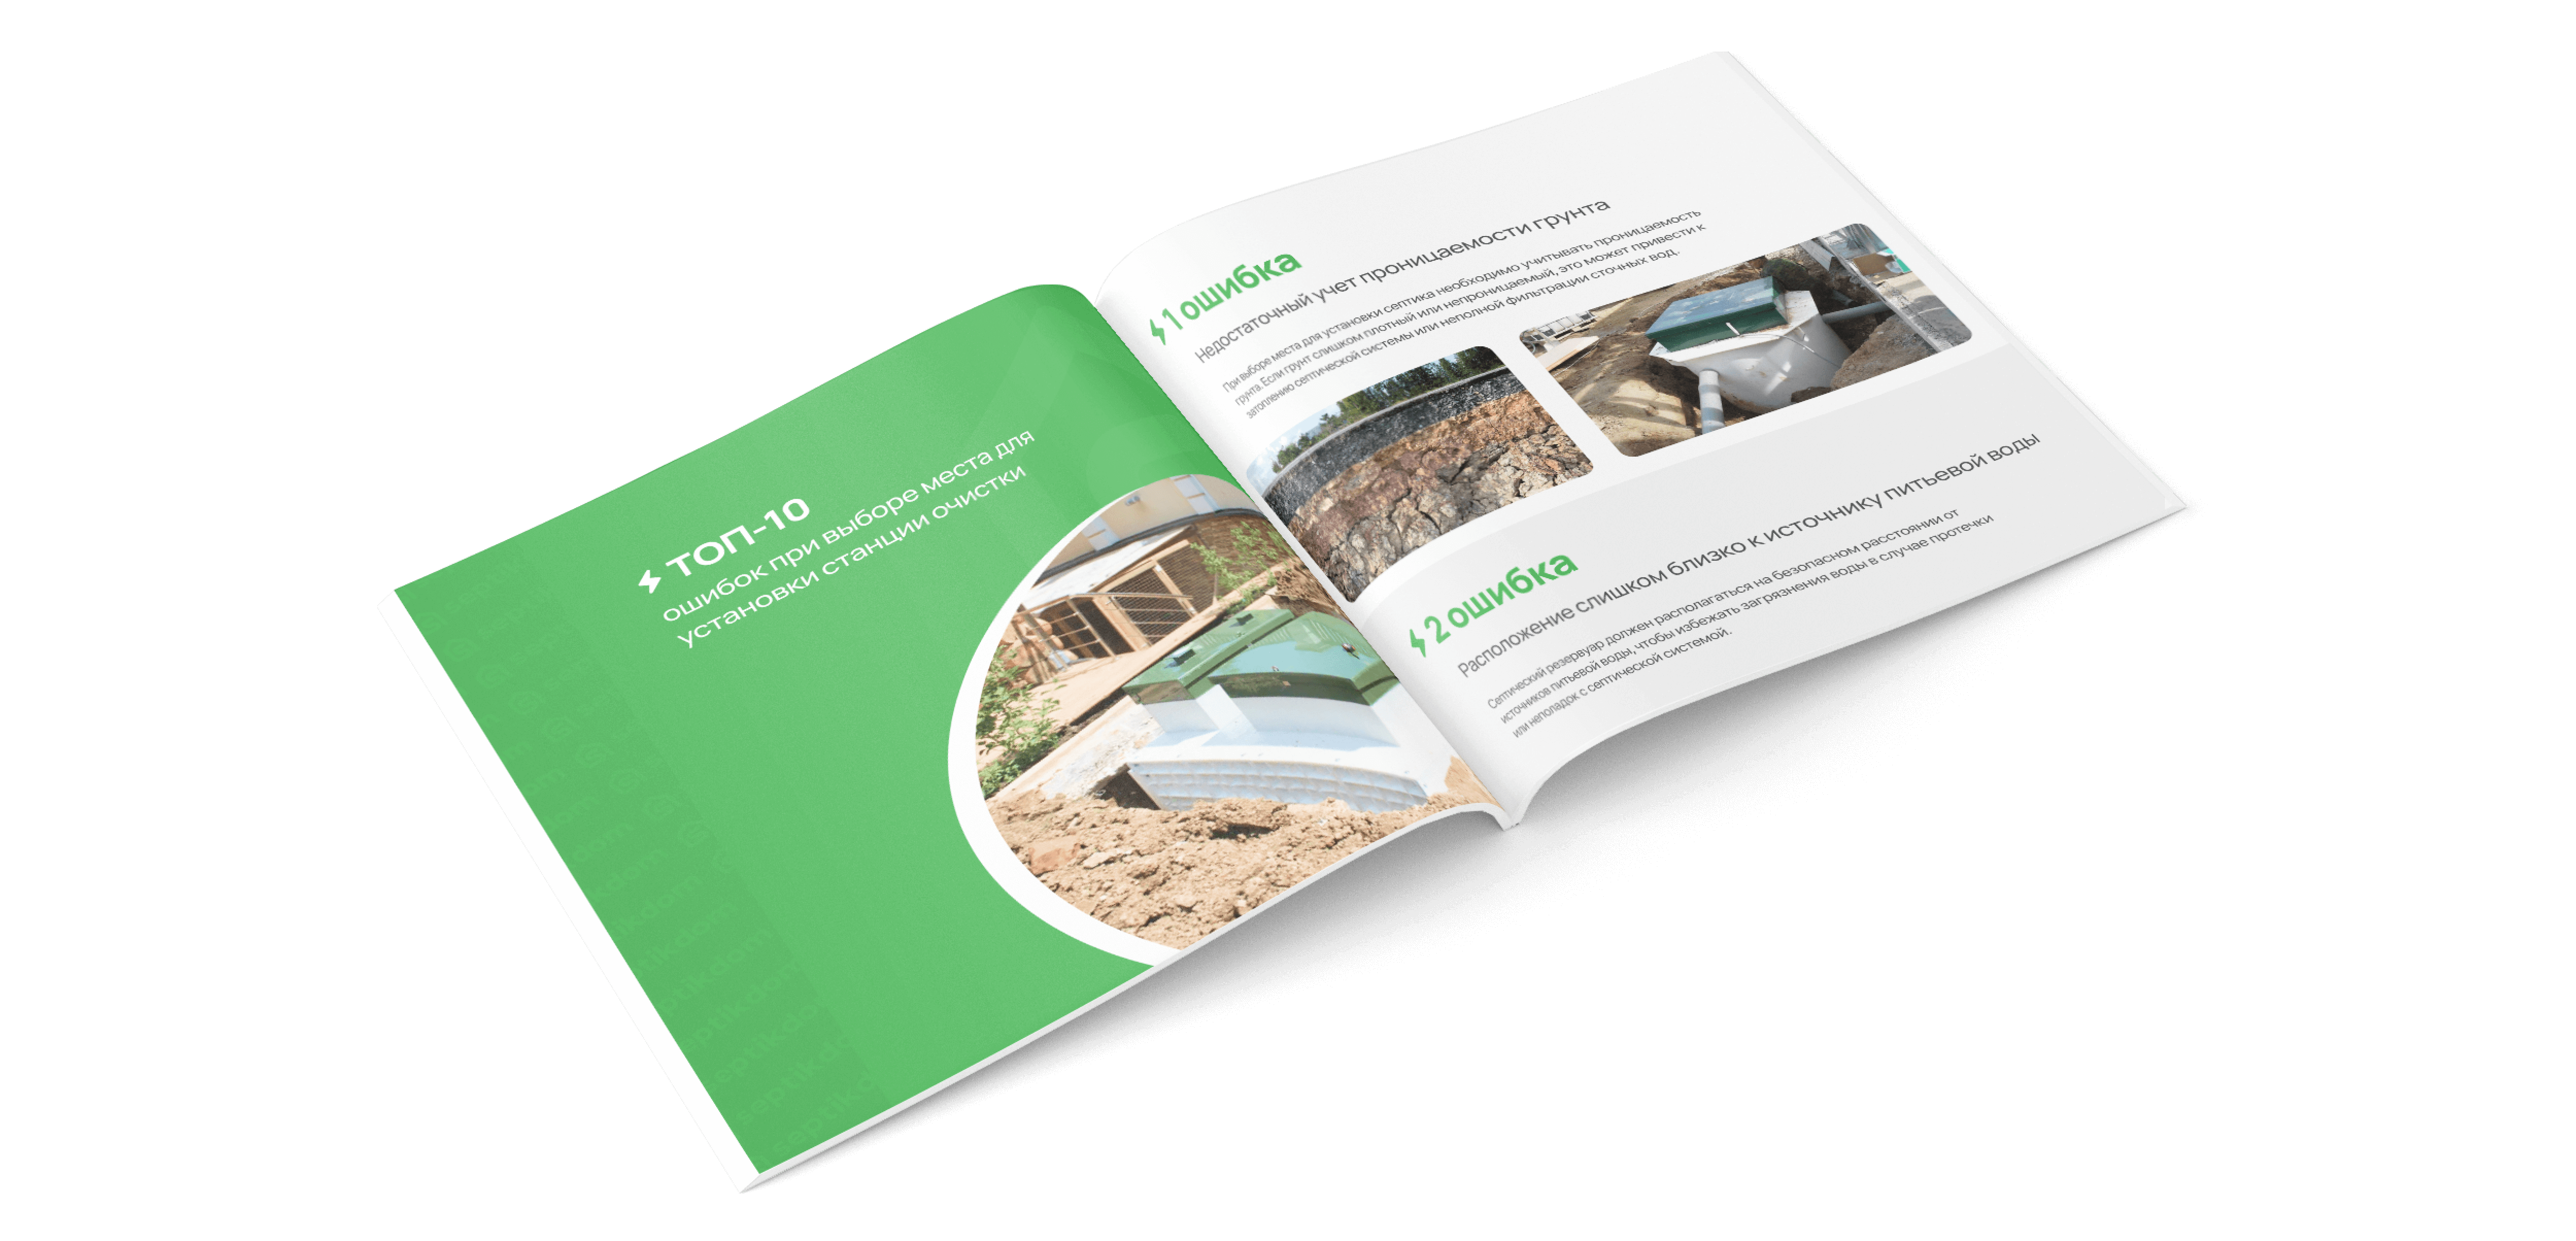 ТОП-10
ошибок при выборе места для
установки станции очистки
1 ошибка
Недостаточный учет проницаемости грунта
При выборе места для установки септика необходимо учитывать проницаемость
грунта. Если грунт слишком плотный или непроницаемый, это может привести к
затоплению септической системы или неполной фильтрации сточных вод.
2 ошибка
Расположение слишком близко к источнику питьевой воды
Септический резервуар должен располагаться на безопасном расстоянии от
источников питьевой воды, чтобы избежать загрязнения воды в случае протечки
или неполадок с септической системой.